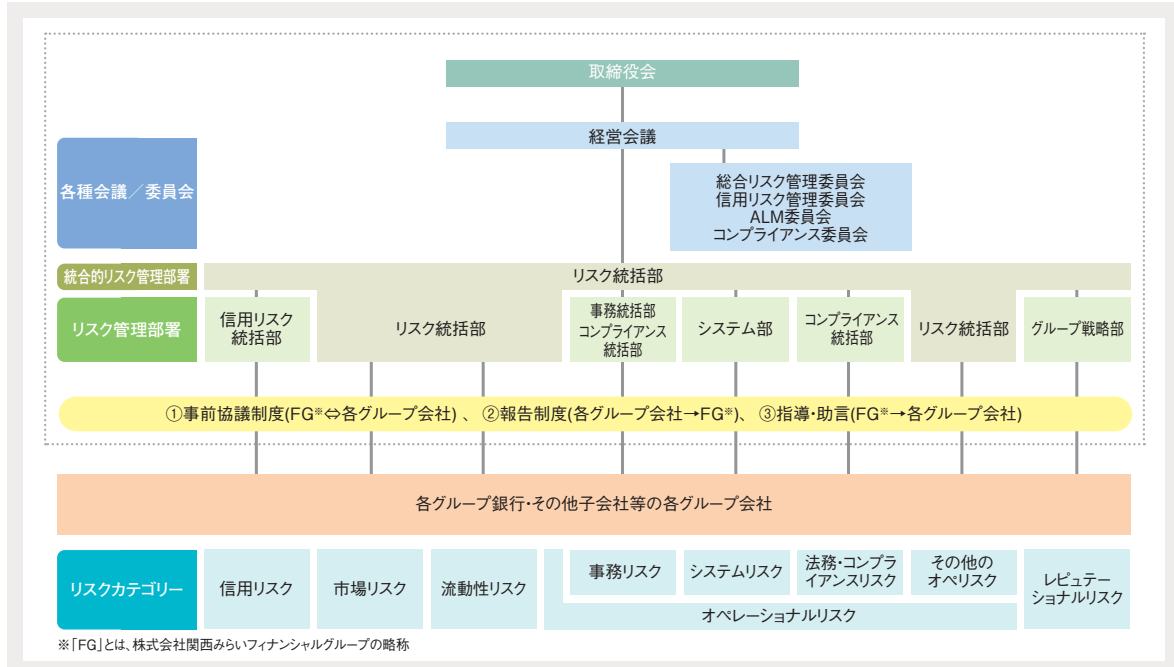 取締役会
経営会議
各種会議／委員会
総合リスク管理委員会
信用リスク管理委員会
ALM委員会
コンプライアンス委員会
統合的リスク管理部署
リスク統括部
リスク管理部署
信用リスク
統括部
リスク統括部
事務統括部
コンプライアンス
統括部
システム部
コンプライアンス
統括部
リスク統括部
グループ戦略部
①事前協議制度(FG※⇔各グループ会社) 、②報告制度(各グループ会社→FG※)、③指導・助言(FG※→各グループ会社)
各グループ銀行・その他子会社等の各グループ会社
リスクカテゴリー
信用リスク
市場リスク
流動性リスク
事務リスク
システムリスク
法務・コンプラ
イアンスリスク
その他の
オペリスク
オペレーショナルリスク
レピュテー
ショナルリスク
※「FG」とは、株式会社関西みらいフィナンシャルグループの略称